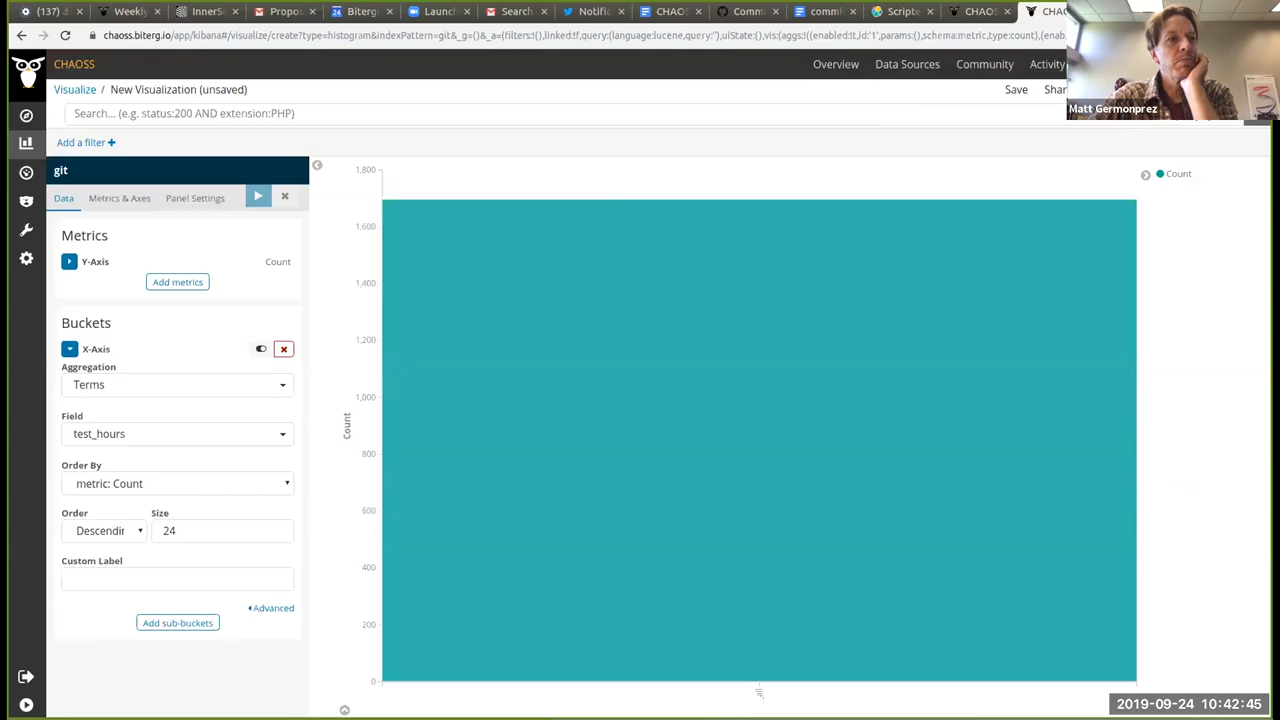 (137)
Weekly
InnerSo
Propos
Biterg
Launch
Search
Notific
CHAOS
Commu
commi
Scripte
CHAOS
CHAO
chaoss.biterg.io/app/kibana#/visualize/create?type=histogram&indexPattern=git&_g=()&_a=(filters:!(),linked:!f,query:(language:lucene,query:''),uiState:(),vis:(aggs:!((enabled:!t,id:'1',params:(),schema:metric,type:count),(enab
Matt Germonprez
CHAOSS
Overview
Data Sources
Community
Activity
Visualize / New Visualization (unsaved)
Save
Shar
Search... (e.g. status:200 AND extension:PHP)
Add a filter +
git
Data
Metrics & Axes
Panel Settings
Metrics
Y-Axis
Count
Add metrics
Buckets
X-Axis
Aggregation
Terms
Field
test_hours
Order By
metric: Count
Order
Size
Descendir
24
Custom Label
Advanced
Add sub-buckets
1,800
1,600
1,400
1,200
1,000
800
600
400
200
0
Count
Count
2019-09-24 10:42:45